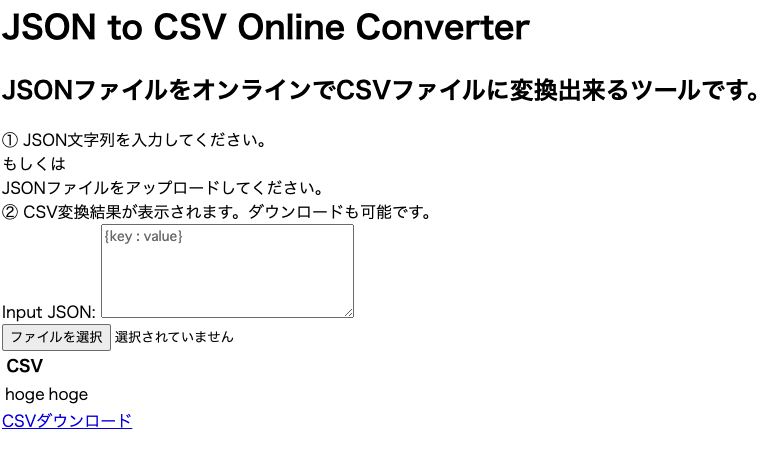 JSON to CSV Online Converter
JSONファイルをオンラインでCSVファイルに変換出来るツールです。
① JSON文字列を入力してください。
もしくは
JSONファイルをアップロードしてください。
② CSV変換結果が表示されます。ダウンロードも可能です。
{key : value}
Input JSON:
ファイルを選択 選択されていません
CSV
hoge hoge
CSVダウンロード